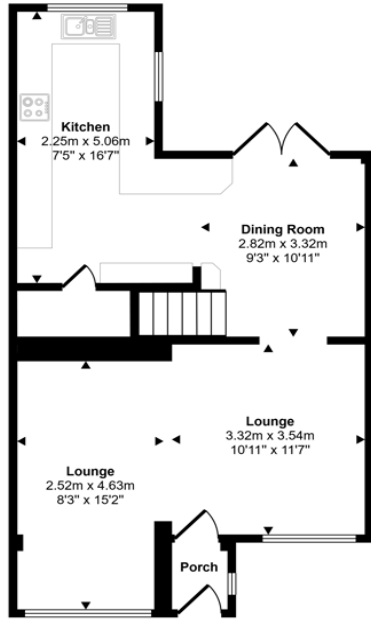 Kitchen
2.25m x 5.06m
7'5" x 16'7"
Dining Room
2.82m x 3.32m
9'3" x 10'11"
Lounge
3.32m x 3.54m
10'11" x 11'7"
Lounge
2.52m x 4.63m
8'3" x 15'2"
Porch